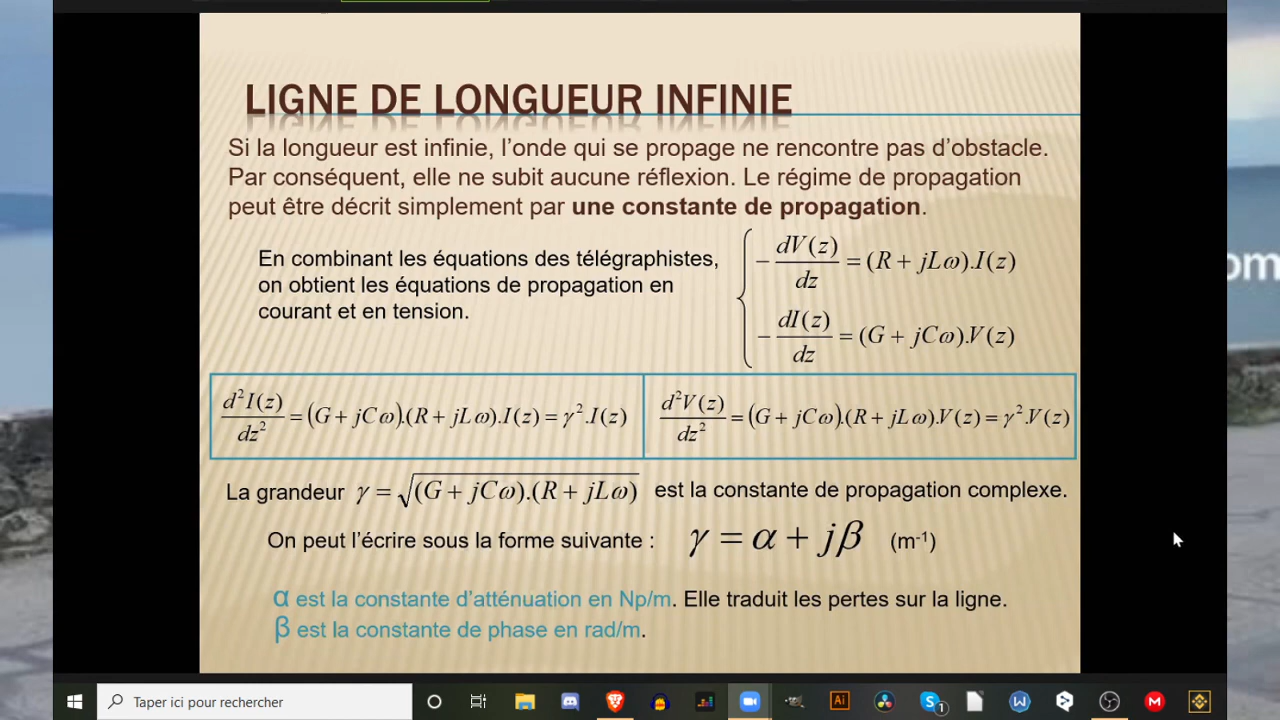 LIGNE DE LONGUEUR INFINIE
Si la longueur est infinie, l'onde qui se propage ne rencontre pas d'obstacle.
Par conséquent, elle ne subit aucune réflexion. Le régime de propagation
peut être décrit simplement par une constante de propagation.
En combinant les équations des télégraphistes,
on obtient les équations de propagation en
courant et en tension.
- dV(z)/dz = (R + jLω).I(z)
- dI(z)/dz = (G + jCω).V(z)
d²I(z)/dz² = (G + jCω).(R + jLω).I(z) = γ².I(z)
d²V(z)/dz² = (G + jCω).(R + jLω).V(z) = γ².V(z)
La grandeur γ = √(G + jCω).(R + jLω) est la constante de propagation complexe.
On peut l'écrire sous la forme suivante : γ = α + jβ (m⁻¹)
α est la constante d'atténuation en Np/m. Elle traduit les pertes sur la ligne.
β est la constante de phase en rad/m.
om
Taper ici pour rechercher
1